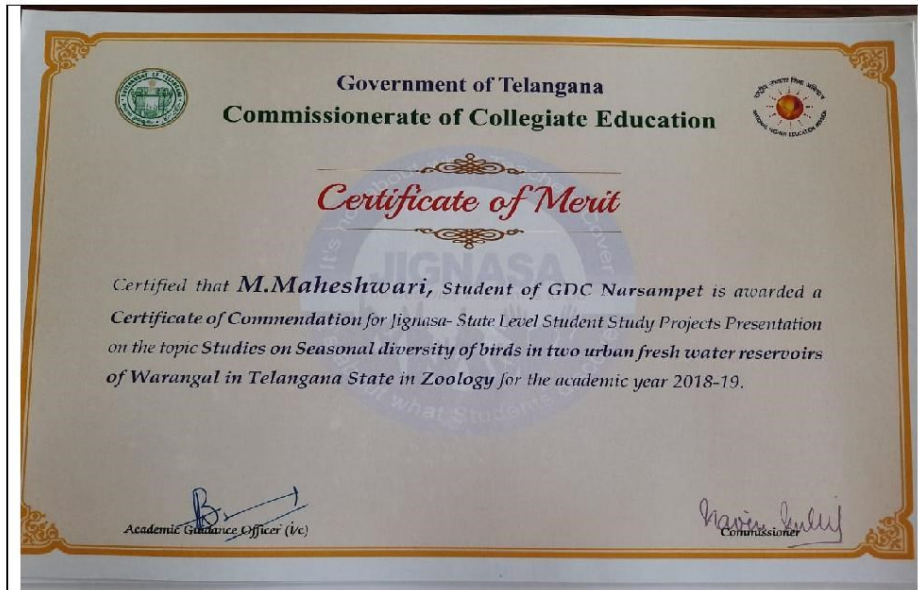 Government of Telangana
Commissionerate of Collegiate Education
Certificate of Merit
JIGNASA
Certified that M.Maheshwari, Student of GDC Narsampet is awarded a
Certificate of Commendation for Jignasa- State Level Student Study Projects Presentation
on the topic Studies on Seasonal diversity of birds in two urban fresh water reservoirs
of Warangal in Telangana State in Zoology for the academic year 2018-19.
Academic Guidance Officer (i/c)
Commissioner